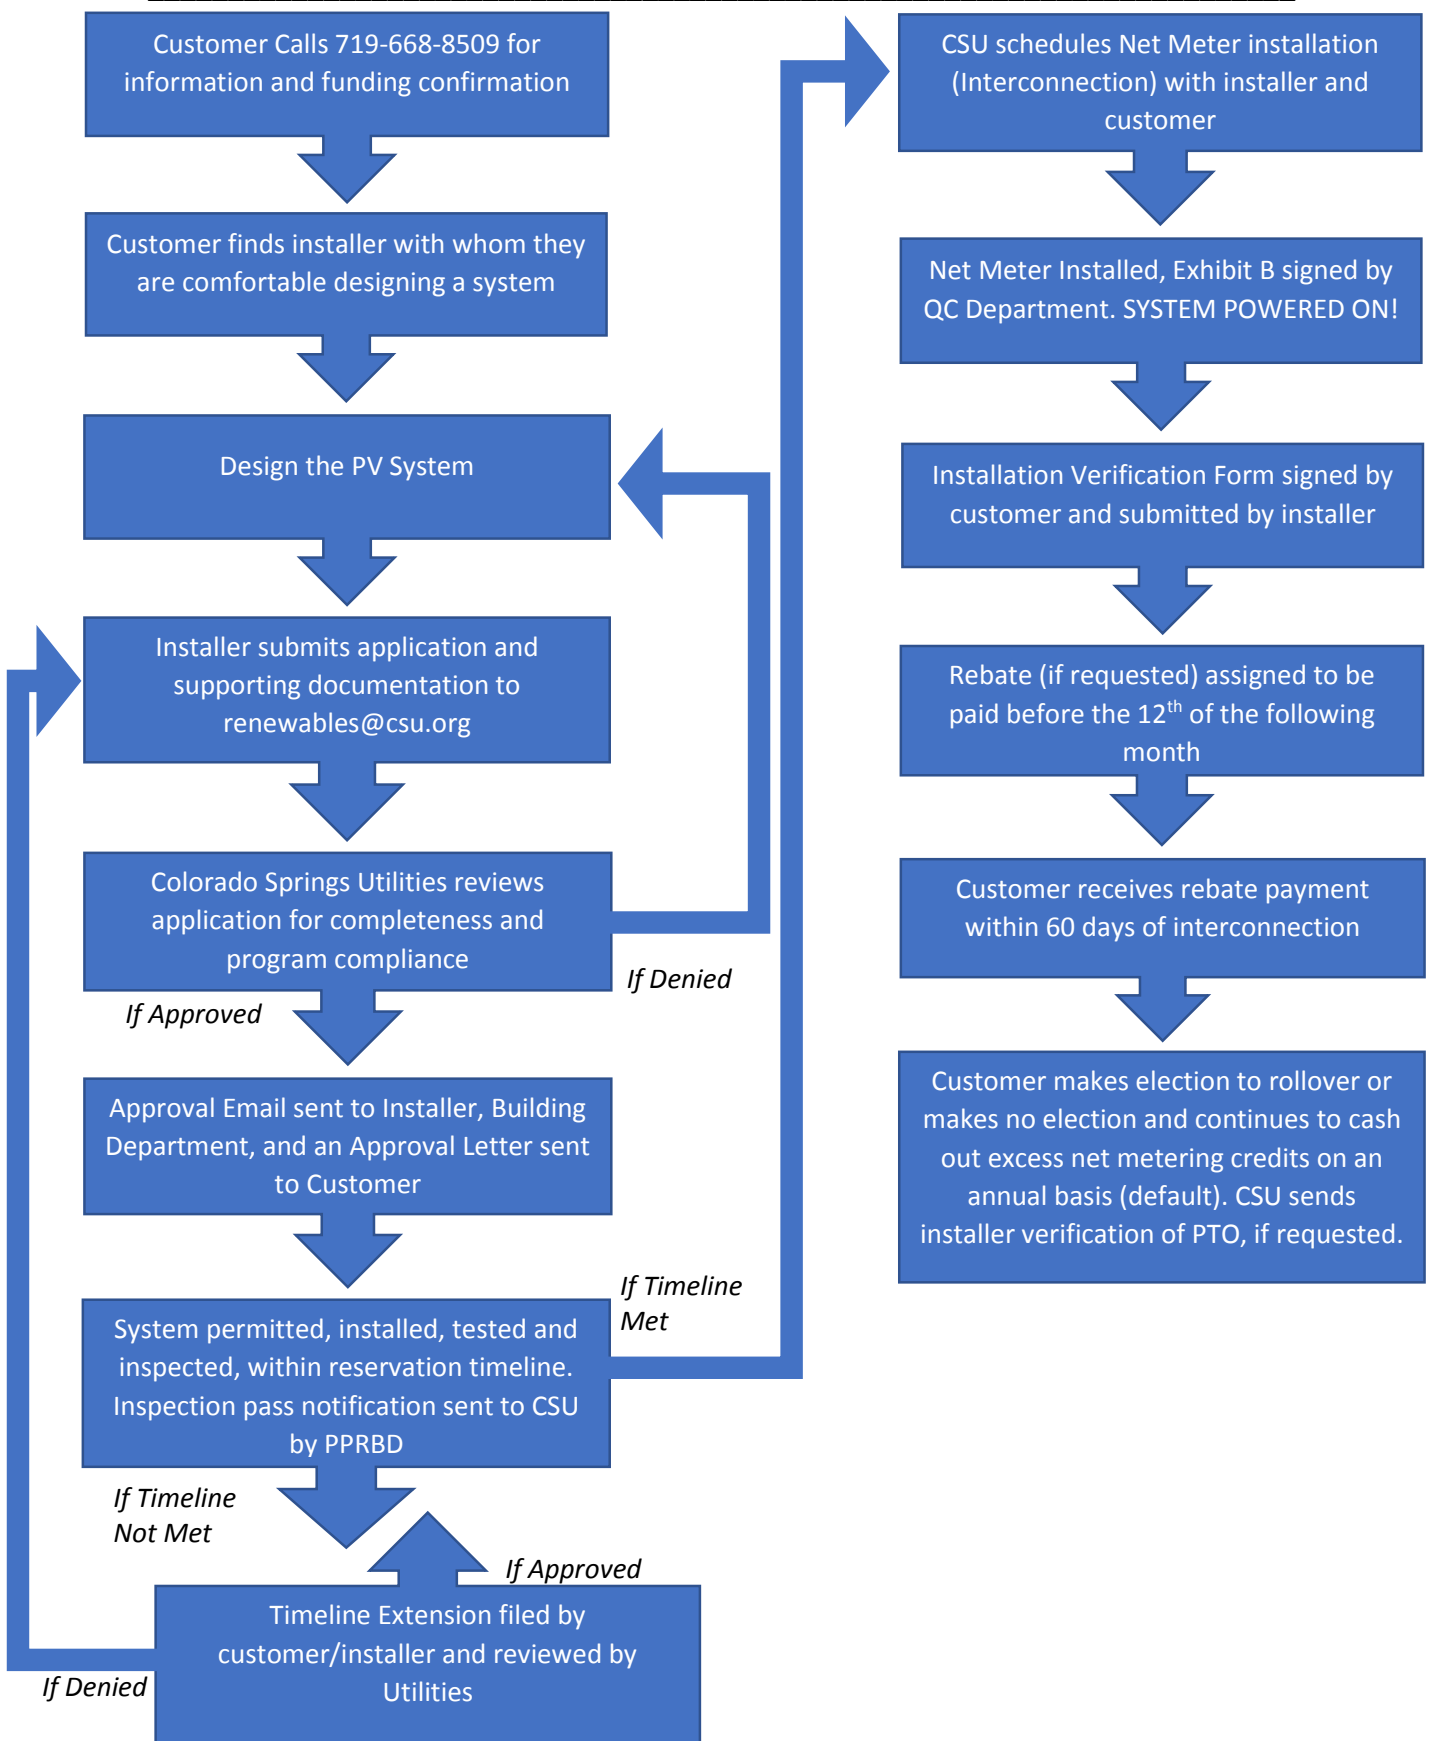 Customer Calls 719-668-8509 for
information and funding confirmation
Customer finds installer with whom they
are comfortable designing a system
Design the PV System
Installer submits application and
supporting documentation to
renewables@csu.org
Colorado Springs Utilities reviews
application for completeness and
program compliance
If Denied
If Approved
Approval Email sent to Installer, Building
Department, and an Approval Letter sent
to Customer
If Timeline
Met
System permitted, installed, tested and
inspected, within reservation timeline.
Inspection pass notification sent to CSU
by PPRBD
If Timeline
Not Met
If Approved
Timeline Extension filed by
customer/installer and reviewed by
Utilities
If Denied
CSU schedules Net Meter installation
(Interconnection) with installer and
customer
Net Meter Installed, Exhibit B signed by
QC Department. SYSTEM POWERED ON!
Installation Verification Form signed by
customer and submitted by installer
Rebate (if requested) assigned to be
paid before the 12th of the following
month
Customer receives rebate payment
within 60 days of interconnection
Customer makes election to rollover or
makes no election and continues to cash
out excess net metering credits on an
annual basis (default). CSU sends
installer verification of PTO, if requested.